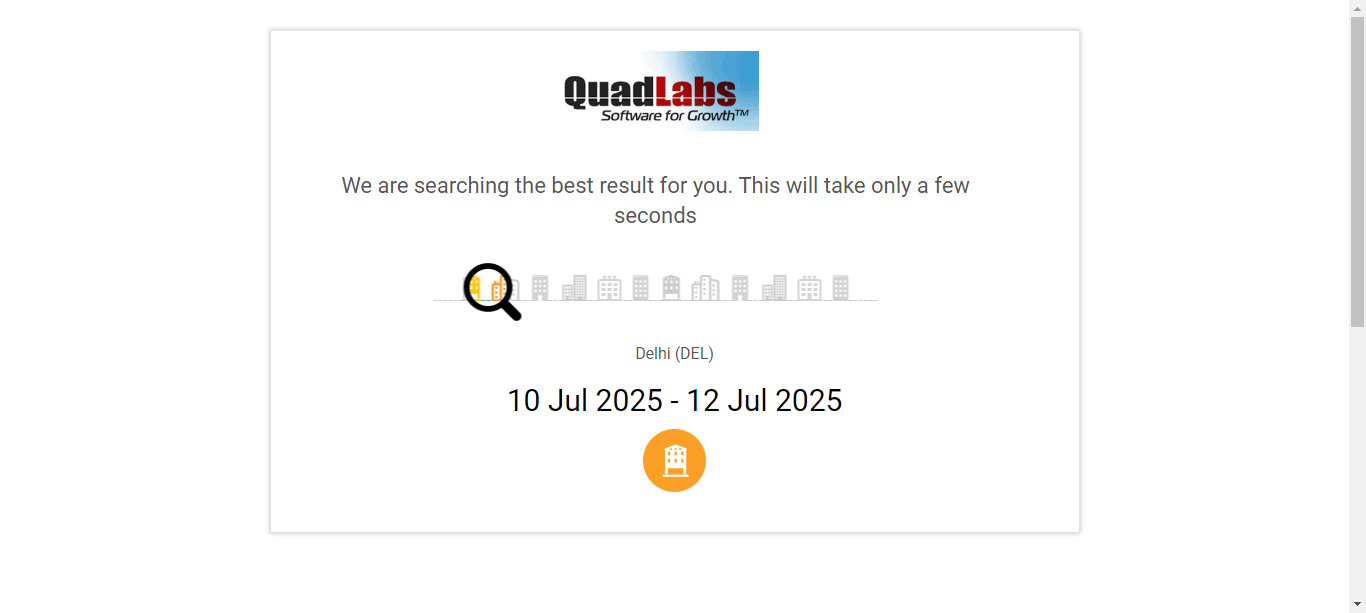 QuadLabs
Software for Growth™
We are searching the best result for you. This will take only a few
seconds
Delhi (DEL)
10 Jul 2025 - 12 Jul 2025